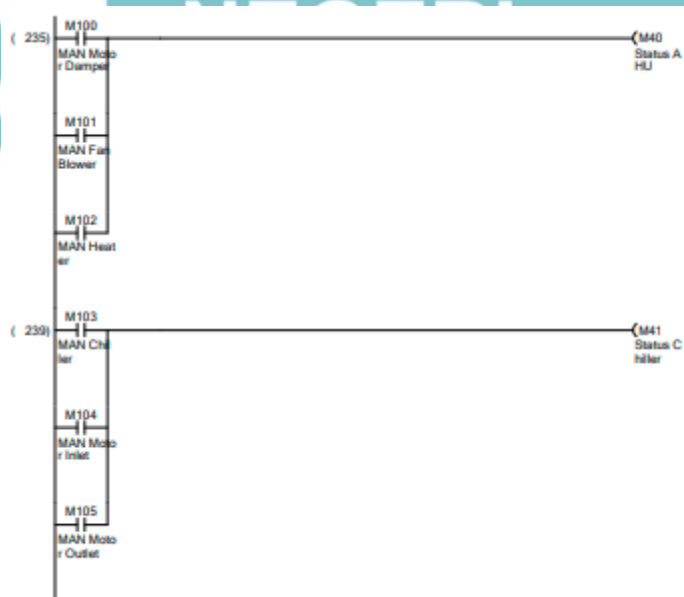 NEGERI
M100
( 235)
M40
MAN Moto
r Damper
Status A
HU
M101
MAN Fan
Blower
M102
MAN Heat
er
M103
( 239)
M41
MAN Chil
ler
Status C
hiller
M104
MAN Moto
r Inlet
M105
MAN Moto
r Outlet